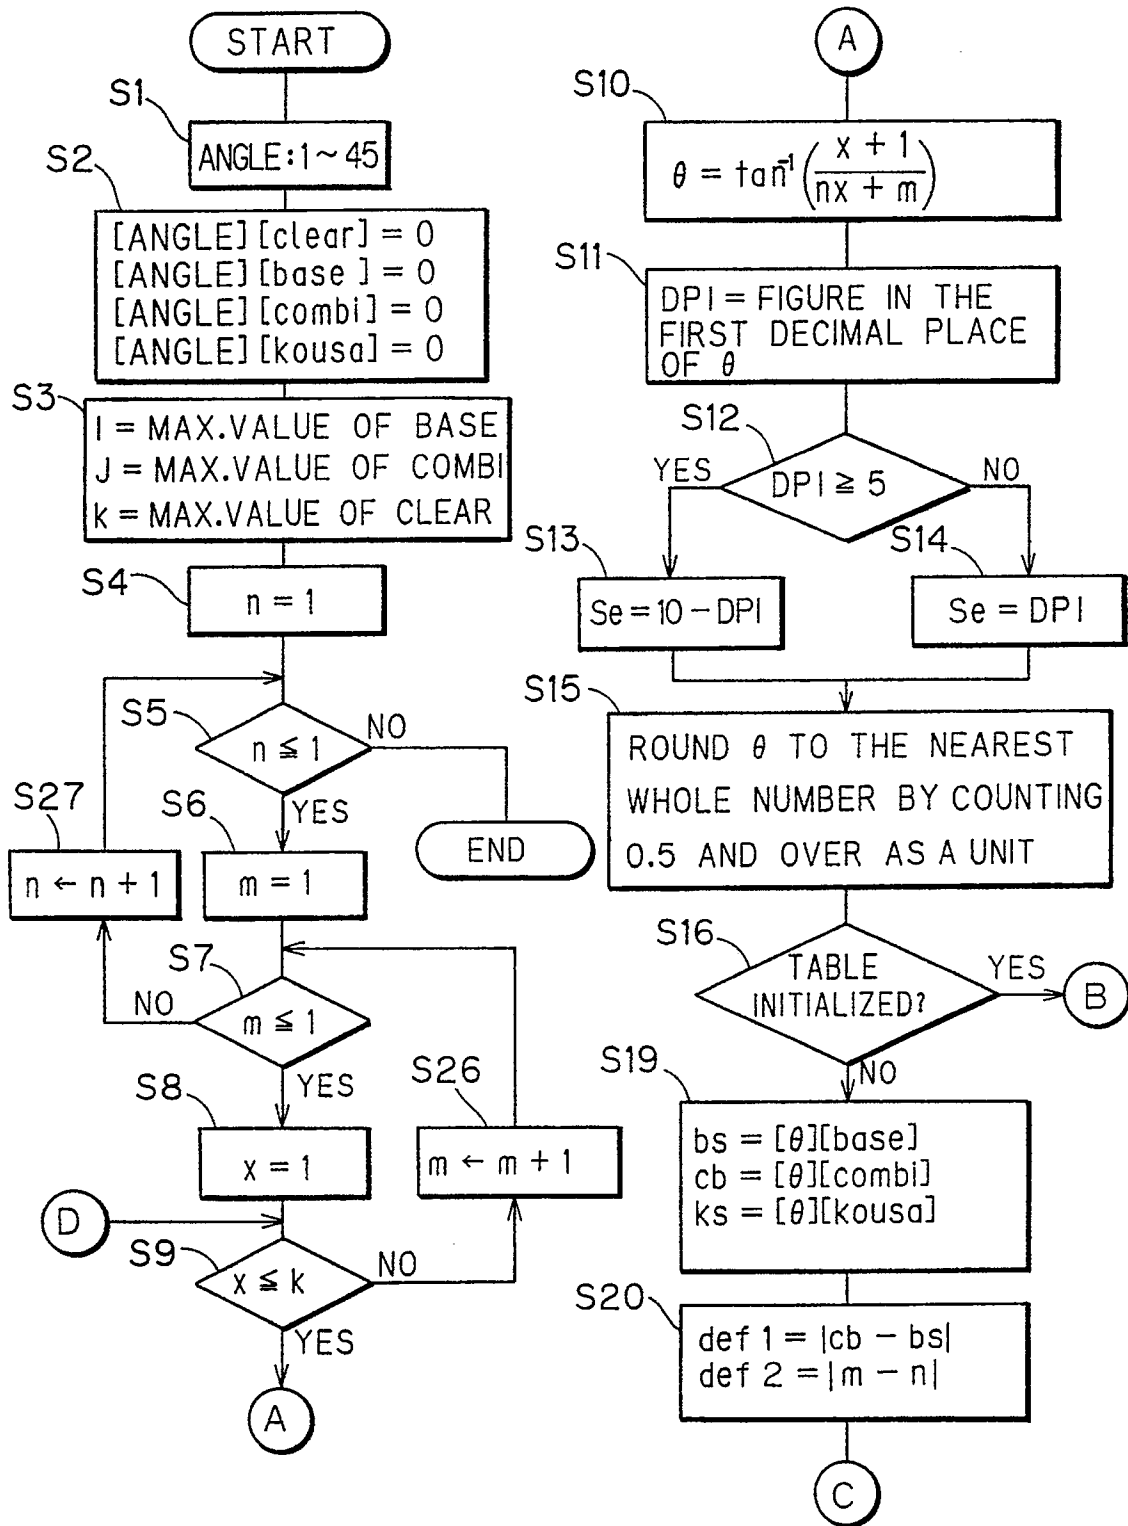 START
S1
ANGLE:1~45
S2
[ANGLE][clear]=0
[ANGLE][base]=0
[ANGLE][combi]=0
[ANGLE][kousa]=0
S3
I = MAX.VALUE OF BASE
J = MAX.VALUE OF COMBI
k = MAX.VALUE OF CLEAR
S4
n = 1
S5
n ≦ 1
NO
YES
END
S27
n ← n + 1
S6
m = 1
S7
NO
m ≦ 1
YES
S8
x = 1
S26
m ← m + 1
D
S9
x ≦ k
NO
YES
A
A
S10
θ = tan⁻¹(x + 1 / nx + m)
S11
DPI = FIGURE IN THE
FIRST DECIMAL PLACE
OF θ
S12
YES
DPI ≧ 5
NO
S13
Se = 10 − DPI
S14
Se = DPI
S15
ROUND θ TO THE NEAREST
WHOLE NUMBER BY COUNTING
0.5 AND OVER AS A UNIT
S16
TABLE
INITIALIZED?
YES
B
NO
S19
bs = [θ][base]
cb = [θ][combi]
ks = [θ][kousa]
S20
def 1 = |cb − bs|
def 2 = |m − n|
C